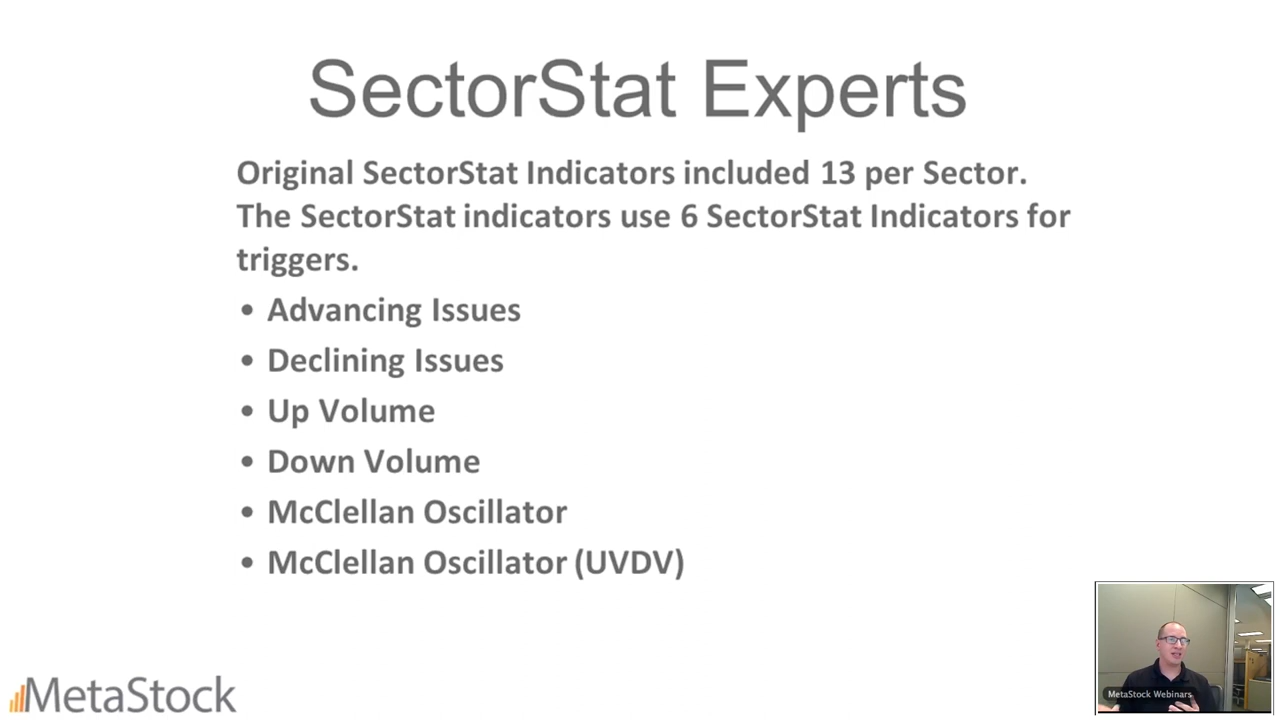 SectorStat Experts
Original SectorStat Indicators included 13 per Sector.
The SectorStat indicators use 6 SectorStat Indicators for
triggers.
• Advancing Issues
• Declining Issues
• Up Volume
• Down Volume
• McClellan Oscillator
• McClellan Oscillator (UVDV)
MetaStock
MetaStock Webinars